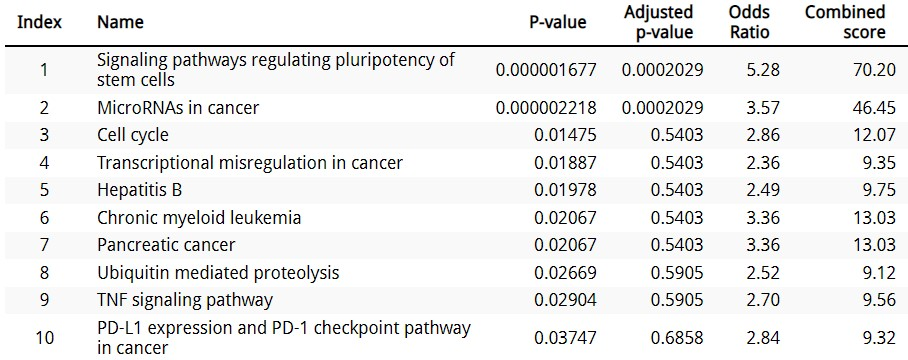 Index Name P-value Adjusted p-value Odds Ratio Combined score
1 Signaling pathways regulating pluripotency of stem cells 0.000001677 0.0002029 5.28 70.20
2 MicroRNAs in cancer 0.000002218 0.0002029 3.57 46.45
3 Cell cycle 0.01475 0.5403 2.86 12.07
4 Transcriptional misregulation in cancer 0.01887 0.5403 2.36 9.35
5 Hepatitis B 0.01978 0.5403 2.49 9.75
6 Chronic myeloid leukemia 0.02067 0.5403 3.36 13.03
7 Pancreatic cancer 0.02067 0.5403 3.36 13.03
8 Ubiquitin mediated proteolysis 0.02669 0.5905 2.52 9.12
9 TNF signaling pathway 0.02904 0.5905 2.70 9.56
10 PD-L1 expression and PD-1 checkpoint pathway in cancer 0.03747 0.6858 2.84 9.32